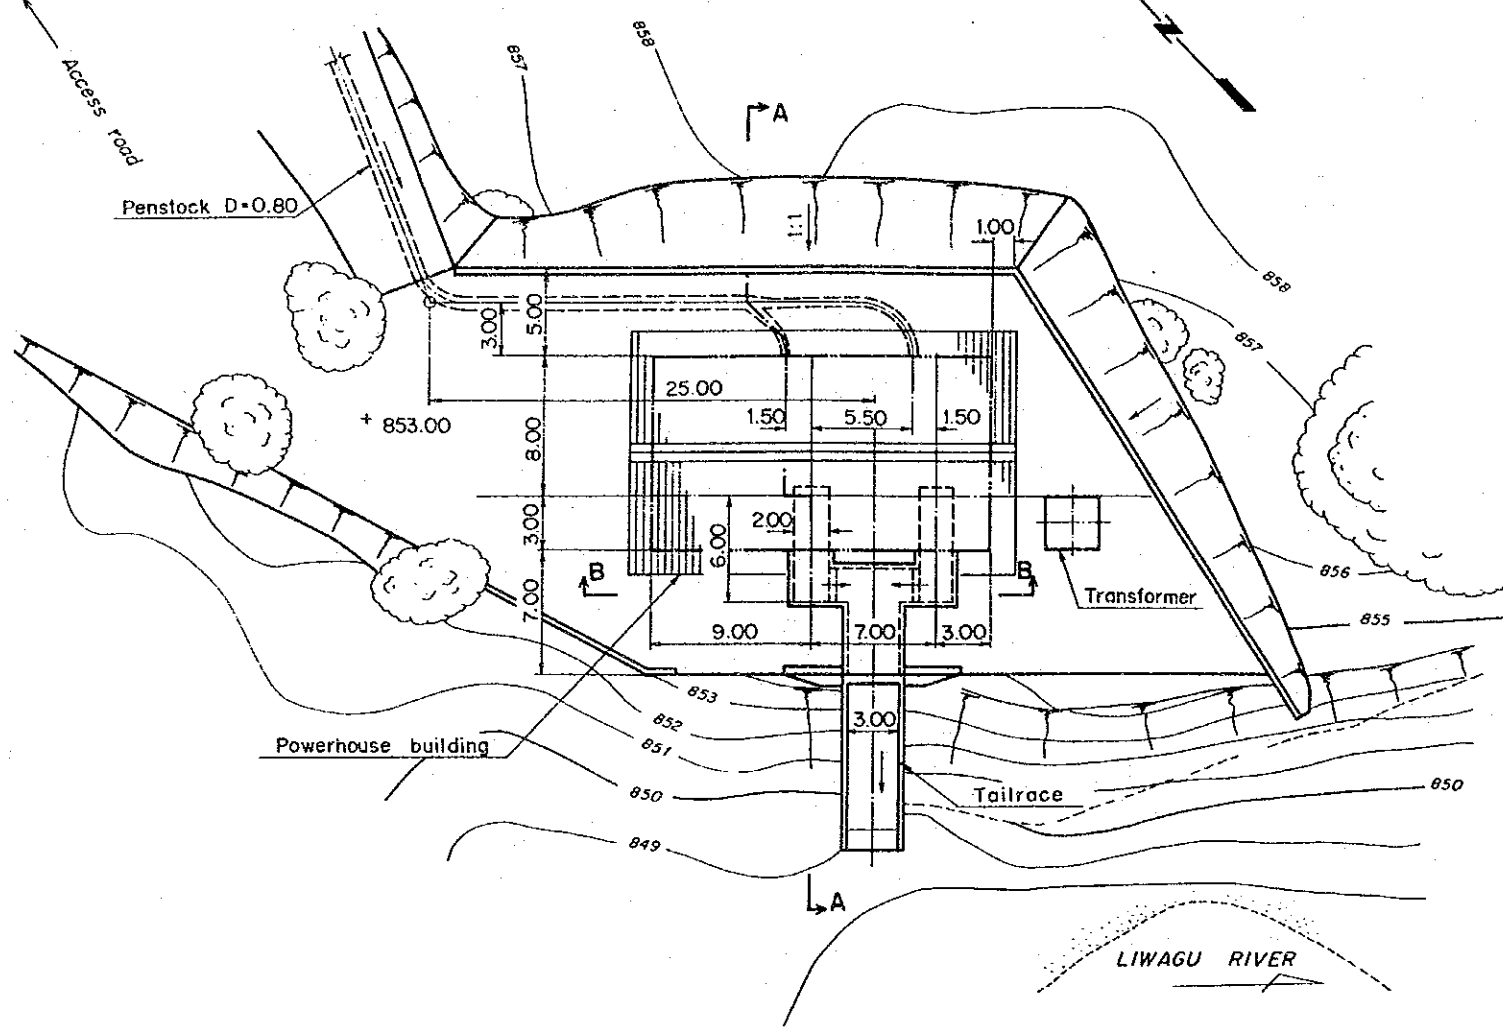 858
857
Access road
N
A
Penstock D=0.80
1:1
1.00
858
3.00
5.00
857
25.00
1.50
5.50
1.50
+ 853.00
8.00
2.00
6.00
3.00
B
B
856
Transformer
7.00
855
9.00
7.00
3.00
853
852
3.00
851
Powerhouse building
850
Tailrace
850
849
A
LIWAGU RIVER